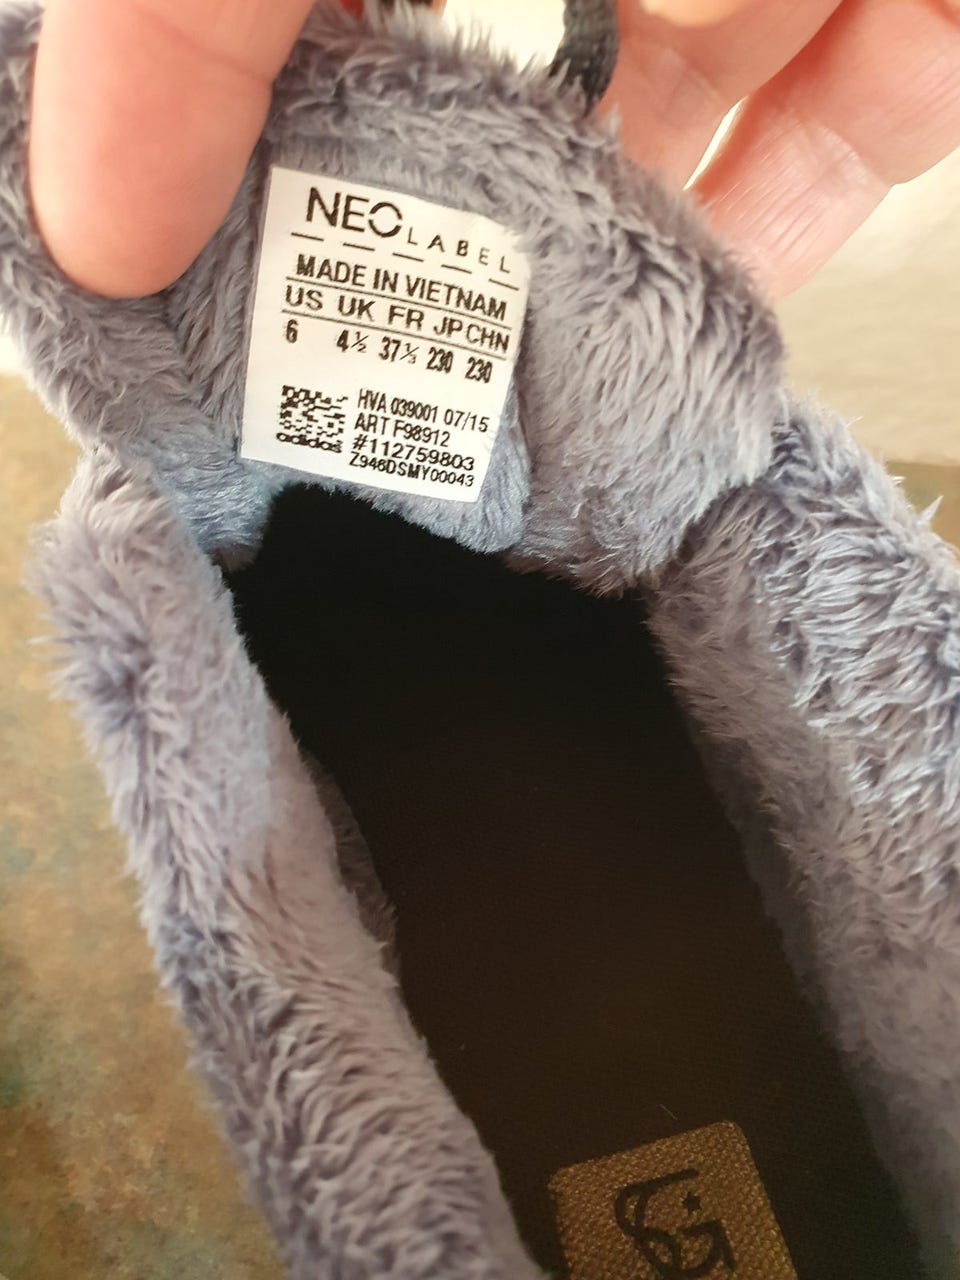 NEO LABEL
MADE IN VIETNAM
US UK FR JP CHN
6 4½ 37⅓ 230 230
HVA 039001 07/15
ART F98912
#112759803
Z946DSMY00043
adidas
SG